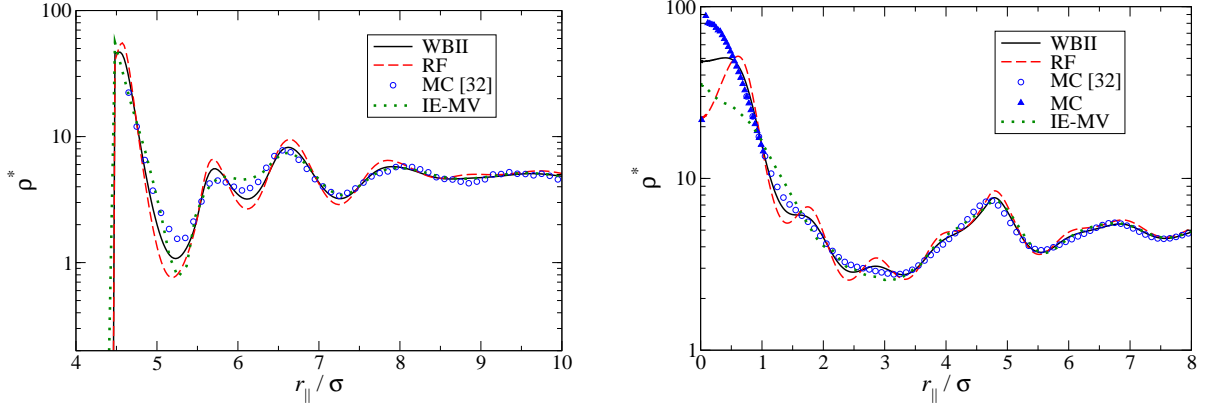 100
10
1
ρ*
WBII
RF
MC [32]
IE-MV
4 5 6 7 8 9 10
r|| / σ
100
10
1
ρ*
WBII
RF
MC [32]
MC
IE-MV
0 1 2 3 4 5 6 7 8
r|| / σ